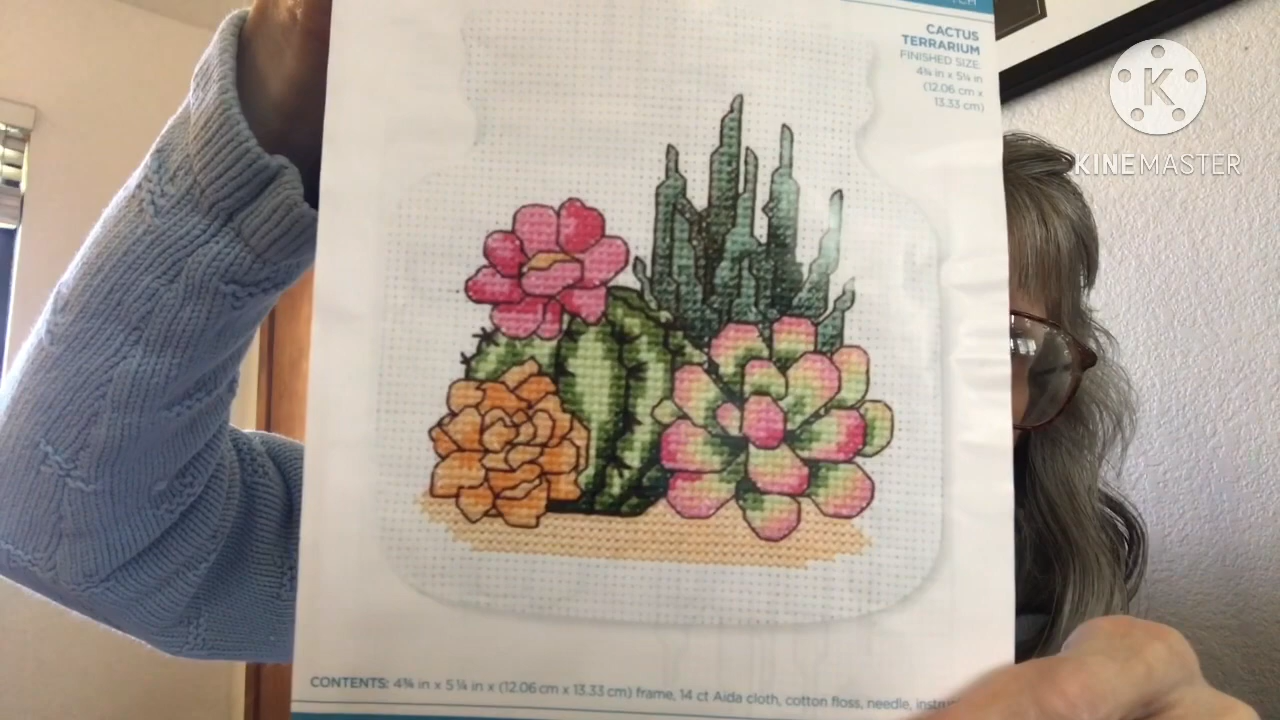 CACTUS
TERRARIUM
FINISHED SIZE:
4¾ in x 5¼ in
(12.06 cm x
13.33 cm)
K
KINEMASTER
CONTENTS: 4¾ in x 5¼ in x (12.06 cm x 13.33 cm) frame, 14 ct Aida cloth, cotton floss, needle,